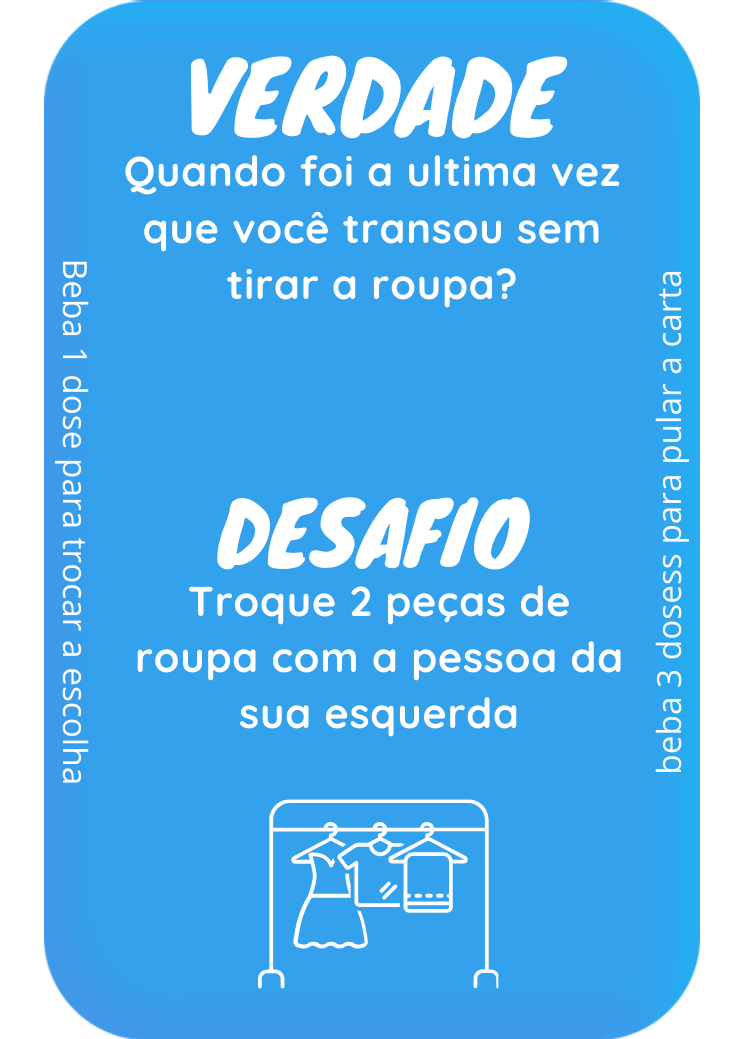 VERDADE
Quando foi a ultima vez
que você transou sem
tirar a roupa?
Beba 1 dose para trocar a escolha
beba 3 dosess para pular a carta
DESAFIO
Troque 2 peças de
roupa com a pessoa da
sua esquerda